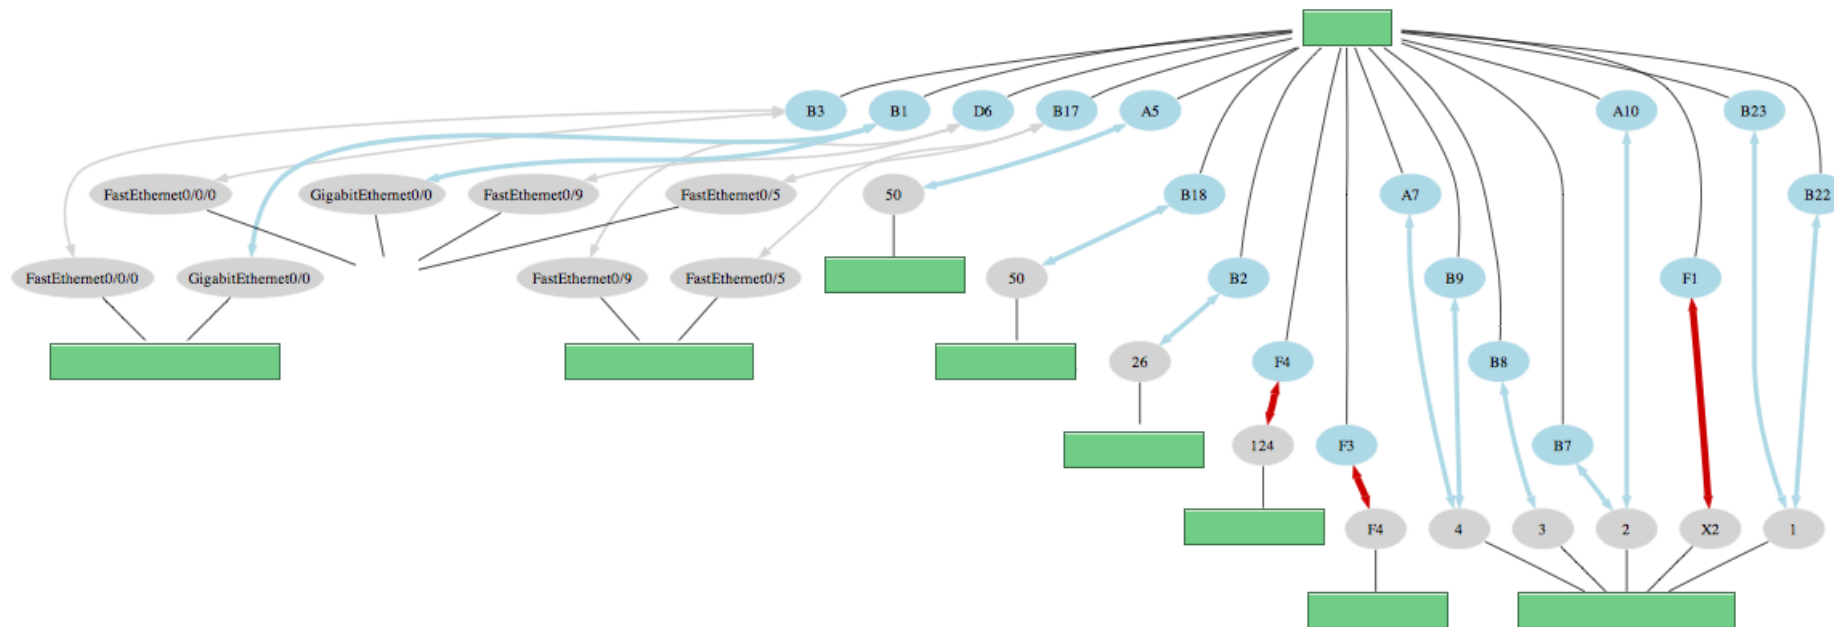 B3 B1 D6 B17 A5 A10 B23
FastEthernet0/0/0 GigabitEthernet0/0 FastEthernet0/9 FastEthernet0/5 50 B18 A7 B22
FastEthernet0/0/0 GigabitEthernet0/0 FastEthernet0/9 FastEthernet0/5 50 B2 B9 F1
26 F4 B8
124 F3 B7
F4 4 3 2 X2 1